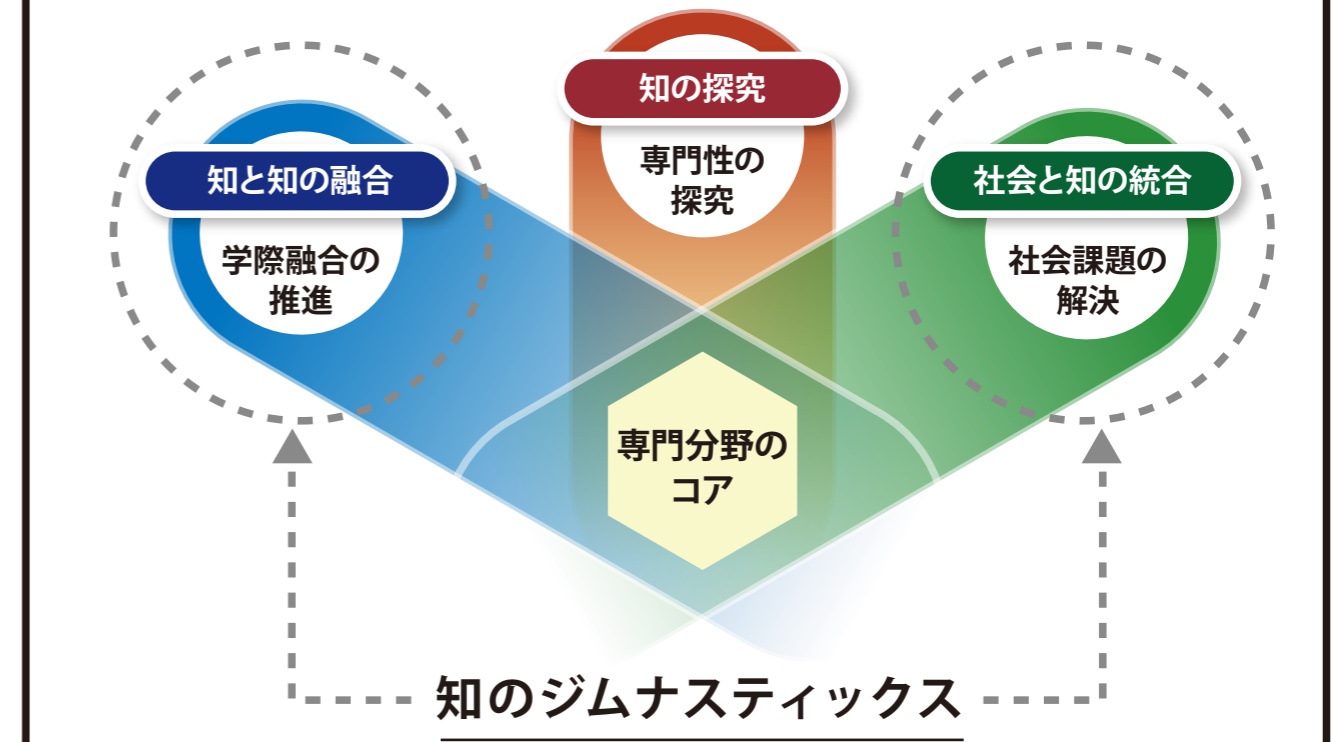 知の探究
専門性の
探究
知と知の融合
学際融合の
推進
社会と知の統合
社会課題の
解決
専門分野の
コア
知のジムナスティックス